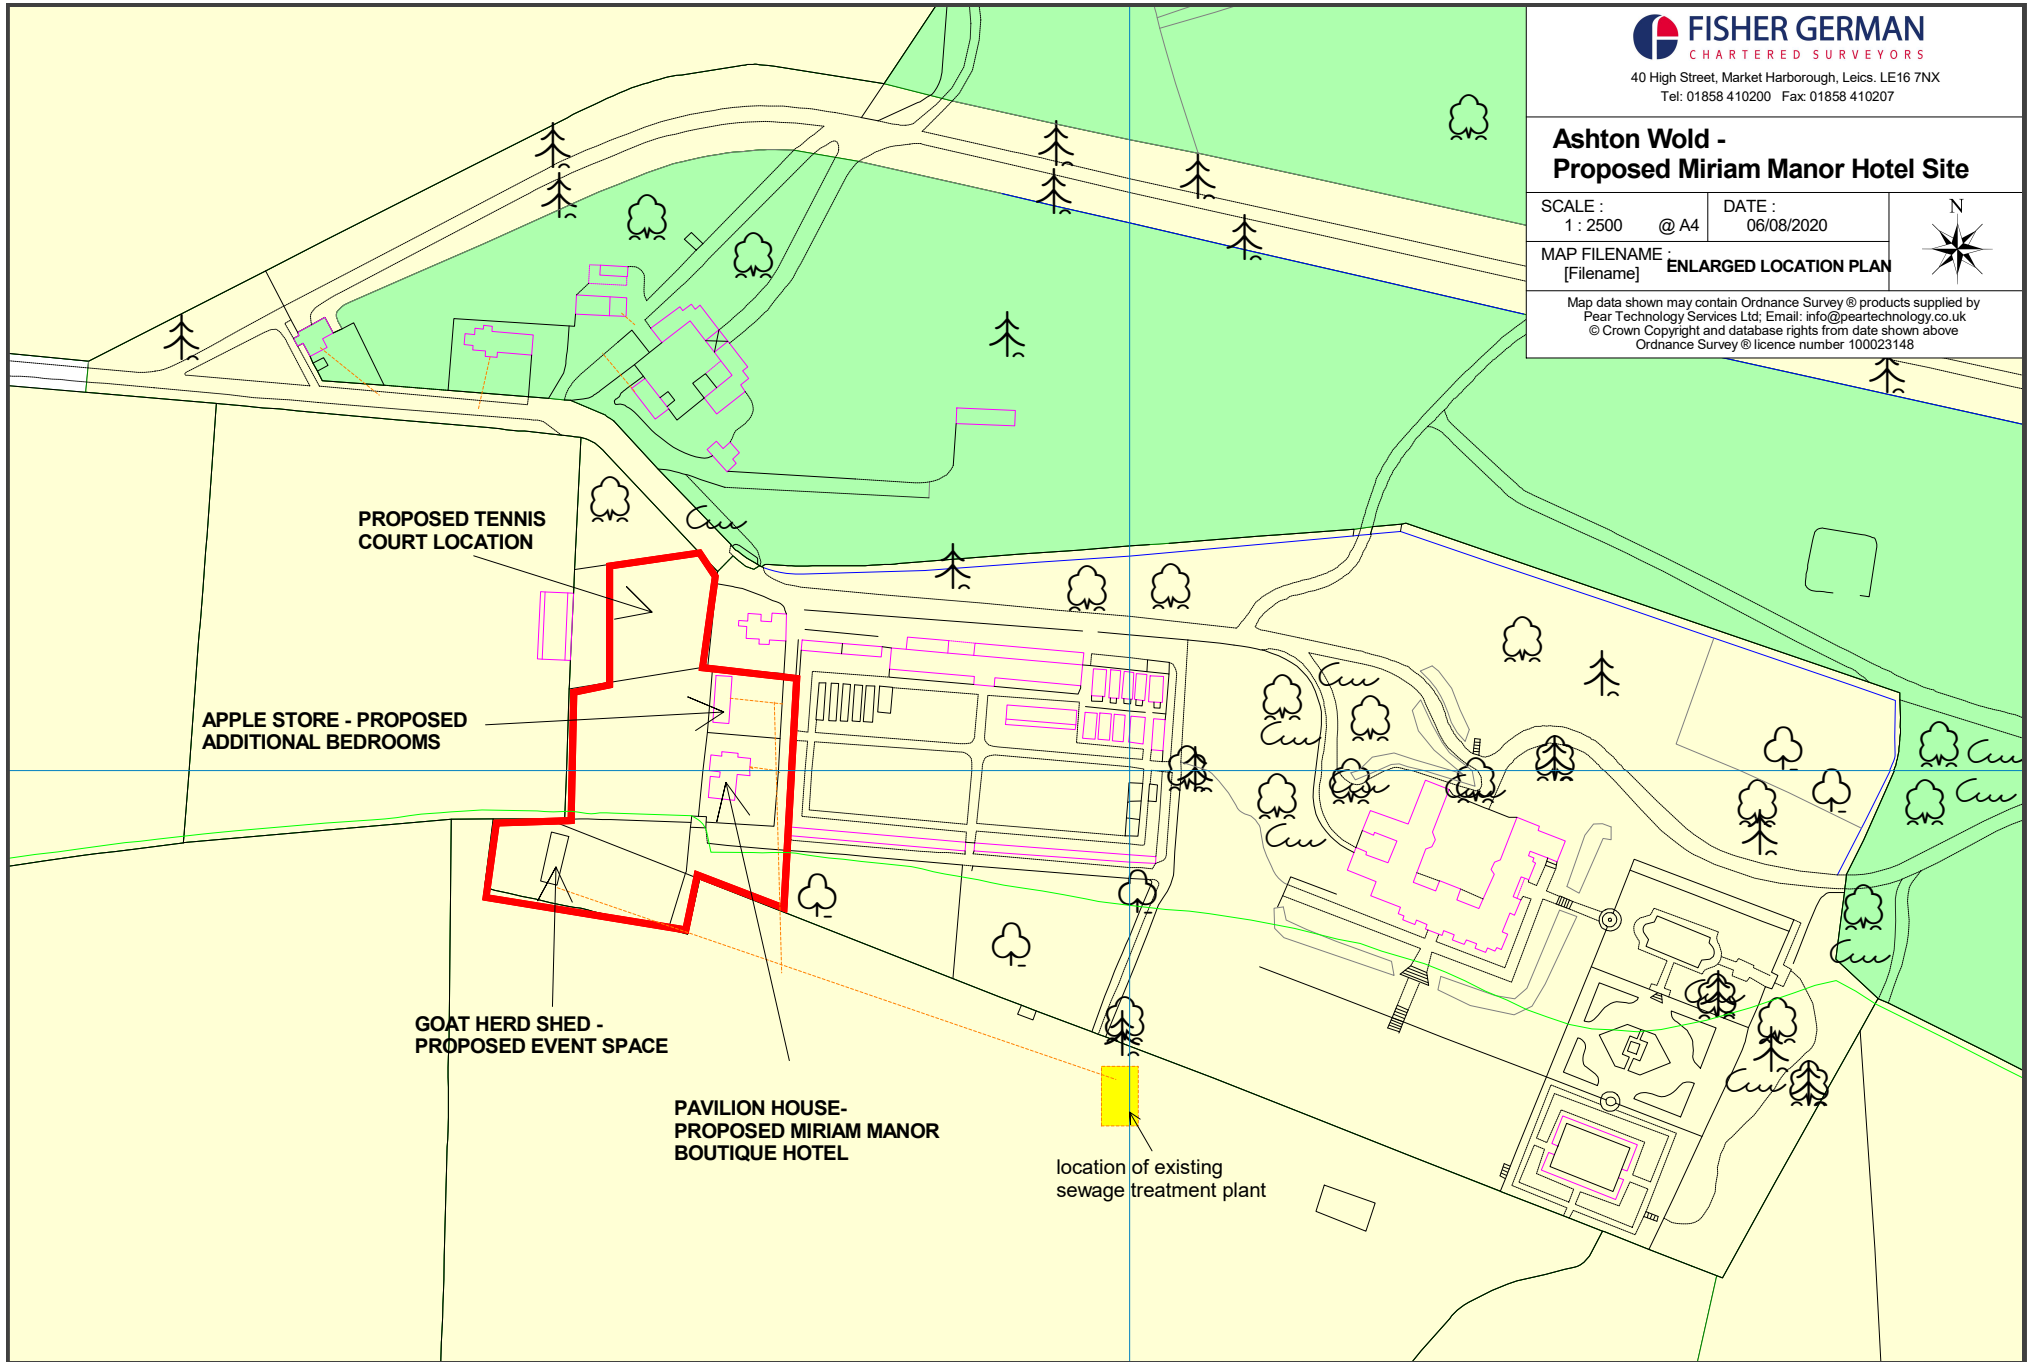 FISHER GERMAN
CHARTERED SURVEYORS
40 High Street, Market Harborough, Leics. LE16 7NX
Tel: 01858 410200 Fax: 01858 410207
Ashton Wold -
Proposed Miriam Manor Hotel Site
SCALE :
1 : 2500 @ A4
DATE :
06/08/2020
N
MAP FILENAME :
[Filename]
ENLARGED LOCATION PLAN
Map data shown may contain Ordnance Survey ® products supplied by
Pear Technology Services Ltd; Email: info@peartechnology.co.uk
© Crown Copyright and database rights from date shown above
Ordnance Survey ® licence number 100023148
PROPOSED TENNIS
COURT LOCATION
APPLE STORE - PROPOSED
ADDITIONAL BEDROOMS
GOAT HERD SHED -
PROPOSED EVENT SPACE
PAVILION HOUSE-
PROPOSED MIRIAM MANOR
BOUTIQUE HOTEL
location of existing
sewage treatment plant